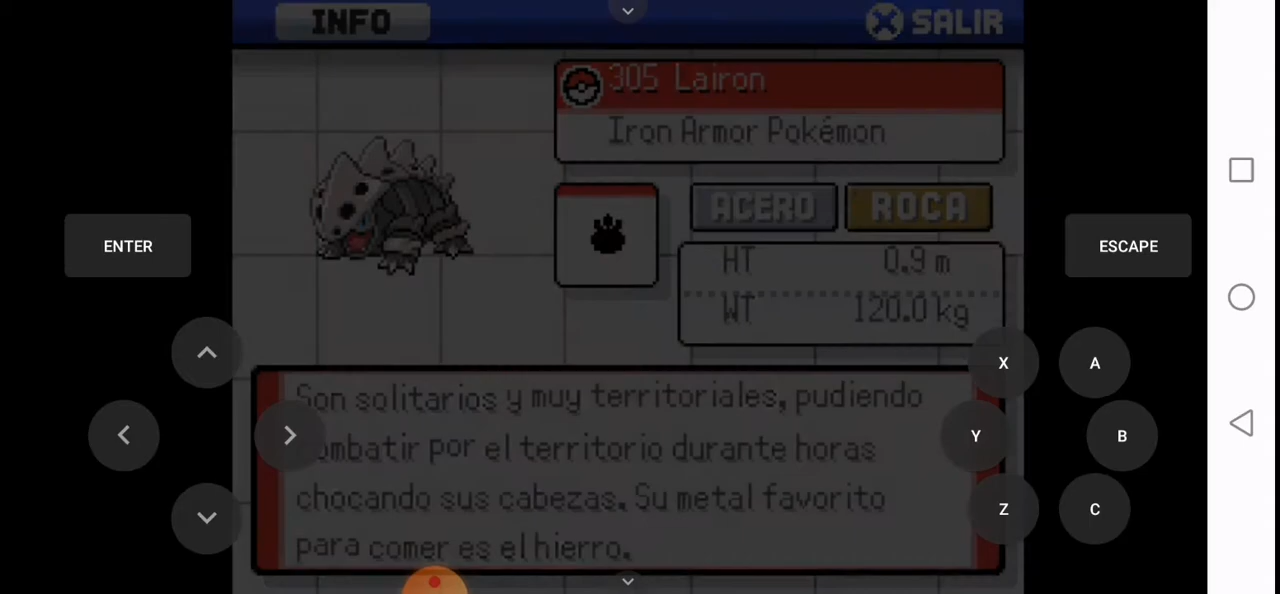 INFO
SALIR
305 Lairon
Iron Armor Pokémon
ENTER
ACERO
ROCA
ESCAPE
HT 0.9 m
WT 120.0 kg
X
A
Son solitarios y muy territoriales, pudiendo
Y
B
ombatir por el territorio durante horas
chocando sus cabezas. Su metal favorito
Z
C
para comer es el hierro.